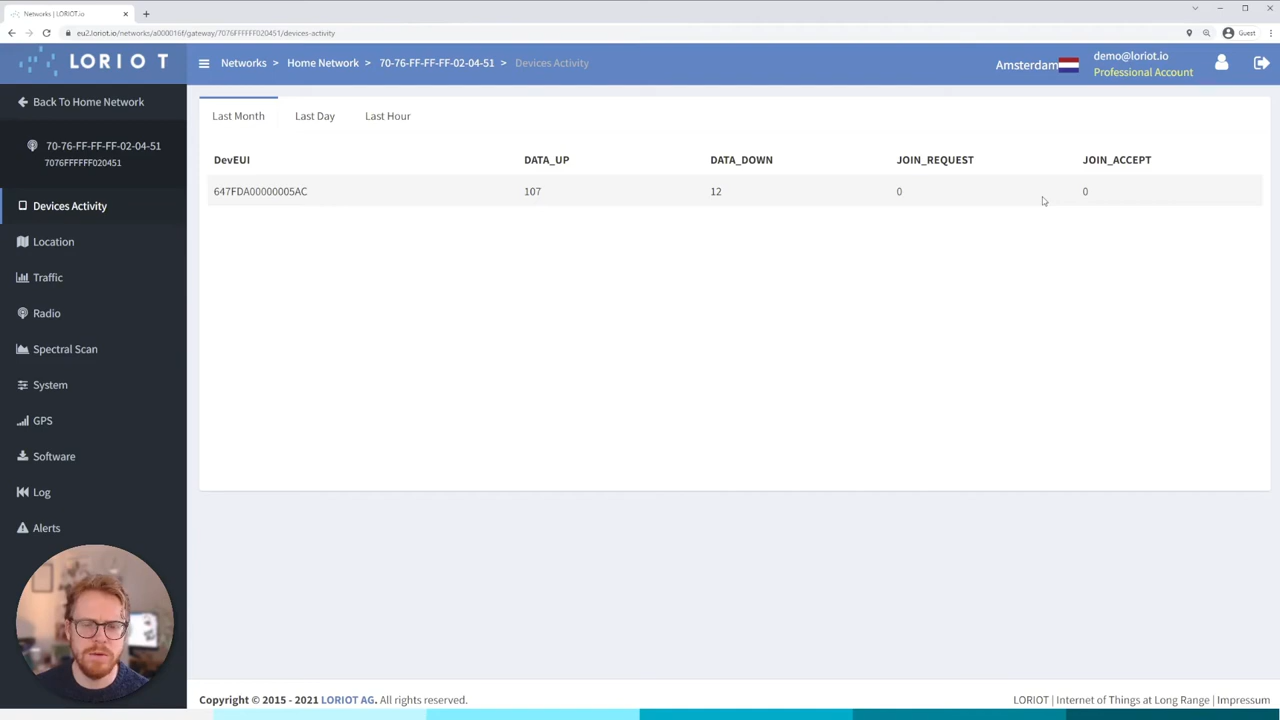 Networks | LORIOT.io
eu2.loriot.io/networks/a000016f/gateway/7076FFFFFF020451/devices-activity
Guest
LORIOT
Networks > Home Network > 70-76-FF-FF-FF-02-04-51 > Devices Activity
Amsterdam
demo@loriot.io
Professional Account
Back To Home Network
70-76-FF-FF-FF-02-04-51
7076FFFFFF020451
Devices Activity
Location
Traffic
Radio
Spectral Scan
System
GPS
Software
Log
Alerts
Last Month Last Day Last Hour
DevEUI DATA_UP DATA_DOWN JOIN_REQUEST JOIN_ACCEPT
647FDA00000005AC 107 12 0 0
Copyright © 2015 - 2021 LORIOT AG. All rights reserved.
LORIOT | Internet of Things at Long Range | Impressum